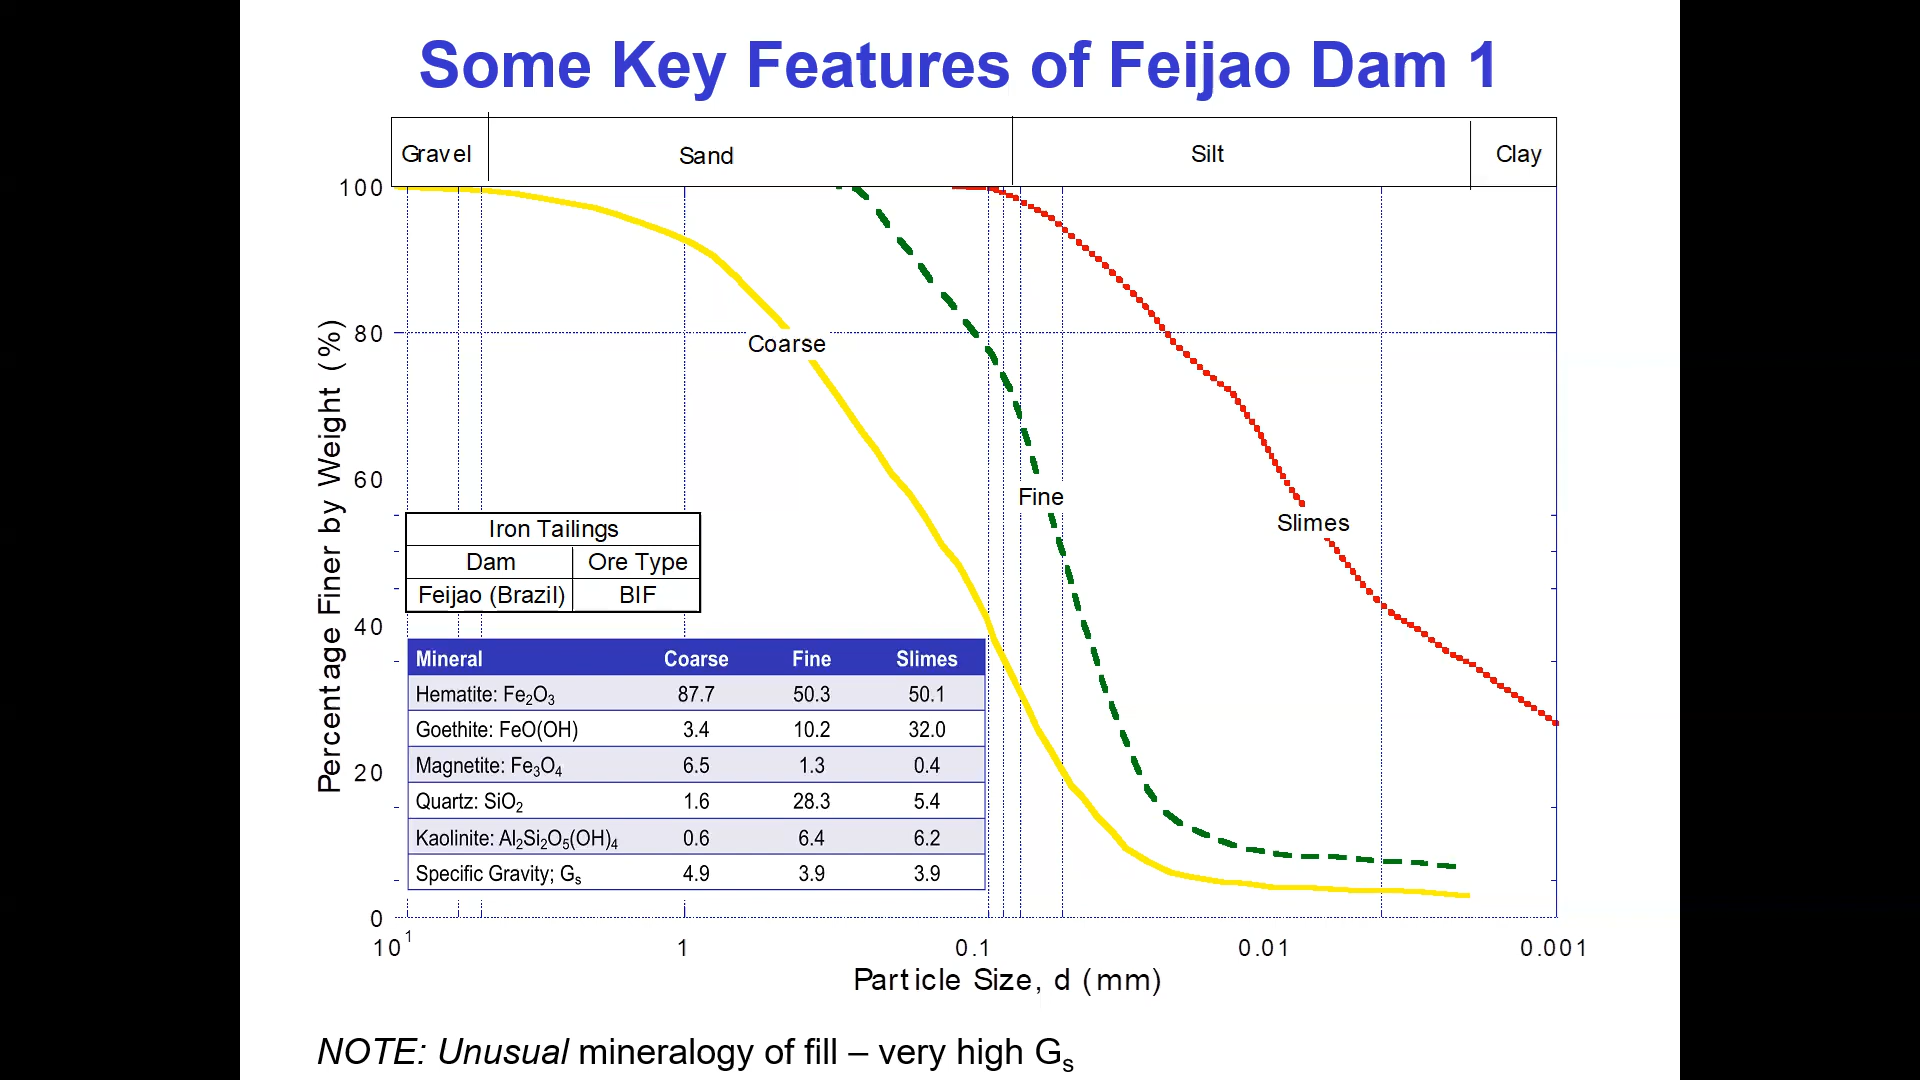 Some Key Features of Feijao Dam 1
Gravel Sand Silt Clay
100
80
60
40
20
0
Percentage Finer by Weight (%)
Coarse
Fine
Slimes
Iron Tailings
Dam Ore Type
Feijao (Brazil) BIF
Mineral Coarse Fine Slimes
Hematite: Fe₂O₃ 87.7 50.3 50.1
Goethite: FeO(OH) 3.4 10.2 32.0
Magnetite: Fe₃O₄ 6.5 1.3 0.4
Quartz: SiO₂ 1.6 28.3 5.4
Kaolinite: Al₂Si₂O₅(OH)₄ 0.6 6.4 6.2
Specific Gravity; Gₛ 4.9 3.9 3.9
10¹ 1 0.1 0.01 0.001
Particle Size, d (mm)
NOTE: Unusual mineralogy of fill – very high Gₛ